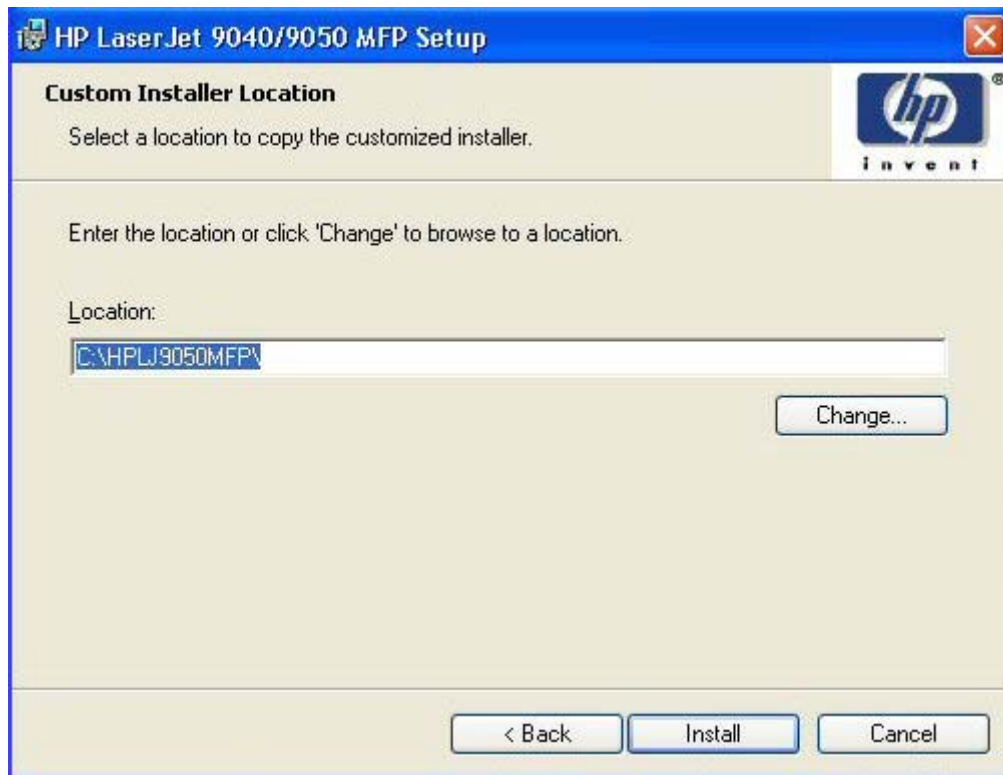 HP LaserJet 9040/9050 MFP Setup
Custom Installer Location
Select a location to copy the customized installer.
hp
®
invent
Enter the location or click 'Change' to browse to a location.
Location:
C:\HPLJ9050MFP\
Change...
< Back
Install
Cancel